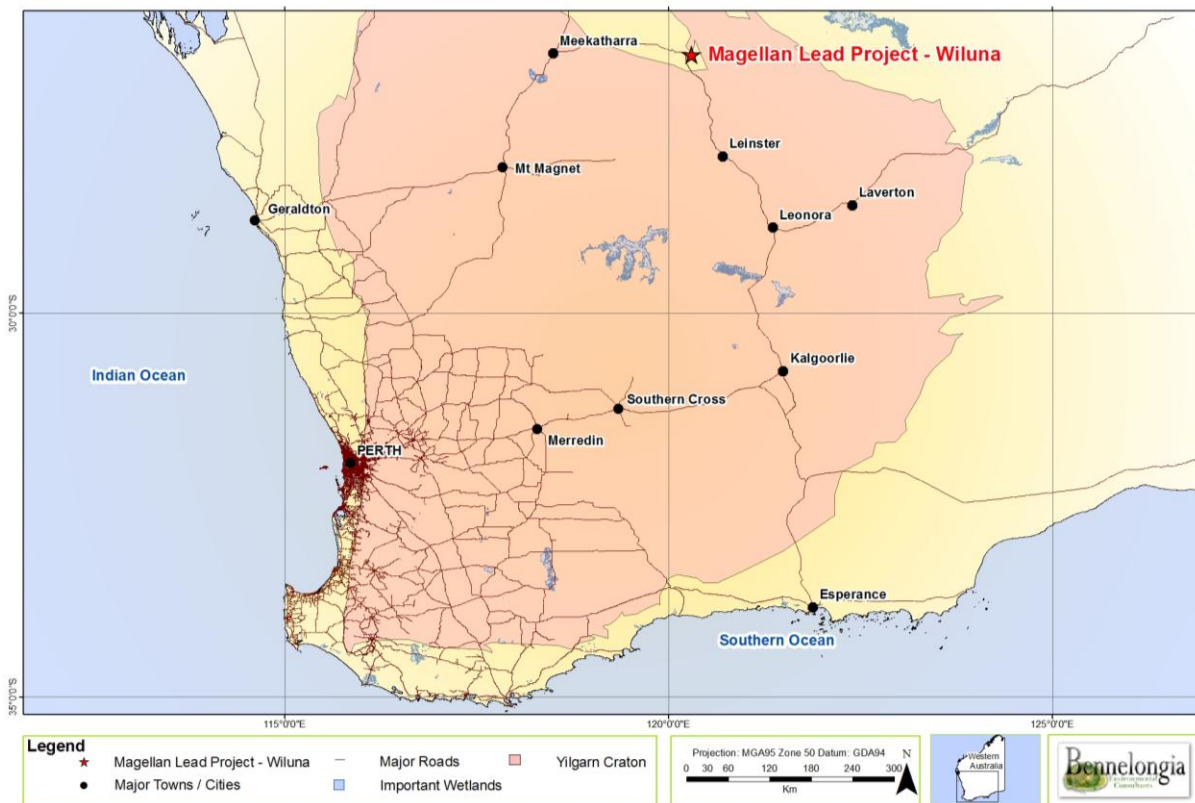 Meekatharra
Magellan Lead Project - Wiluna
Leinster
Mt Magnet
Laverton
Geraldton
Leonora
30°0'0"S
Indian Ocean
Kalgoorlie
Southern Cross
Merredin
PERTH
Esperance
Southern Ocean
35°0'0"S
115°0'0"E
120°0'0"E
125°0'0"E
Legend
Magellan Lead Project - Wiluna
Major Roads
Yilgarn Craton
Major Towns / Cities
Important Wetlands
Projection: MGA95 Zone 50 Datum: GDA94
N
0 30 60 120 180 240 300
Km
Western
Australia
Bennelongia
Environmental
Consultants